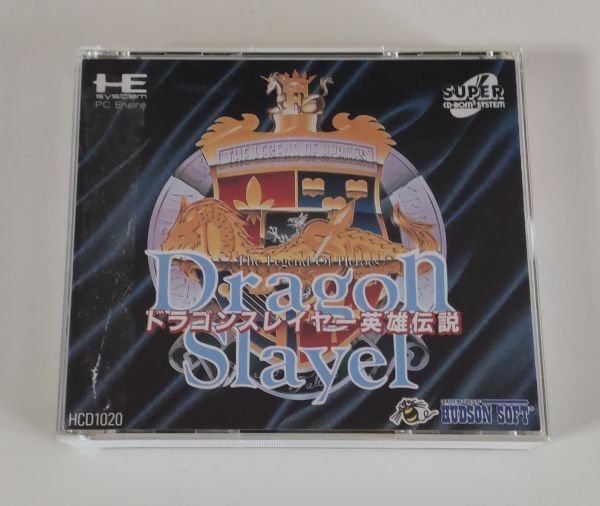 HE
system
PC Engine
SUPER
CD-ROM² SYSTEM
F
THE LEGEND OF HEROES
The Legend Of Heroes
Dragon
ドラゴンスレイヤー英雄伝説
Slayer
HCD1020
HUDSON SOFT